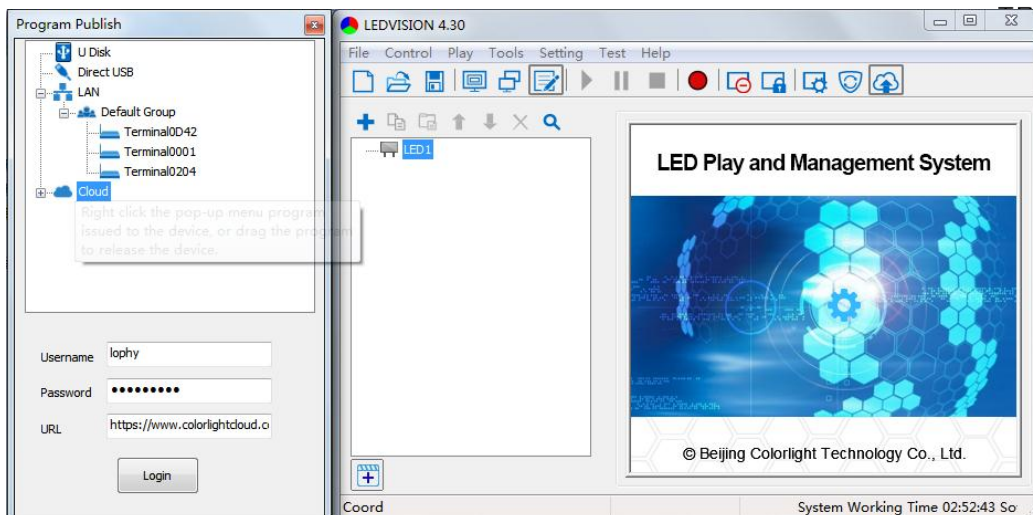 Program Publish
U Disk
Direct USB
LAN
Default Group
Terminal0D42
Terminal0001
Terminal0204
Cloud
Right click the pop-up menu program
issued to the device, or drag the program
to release the device.
Username lophy
Password •••••••••
URL https://www.colorlightcloud.c
Login
LEDVISION 4.30
File Control Play Tools Setting Test Help
LED1
LED Play and Management System
© Beijing Colorlight Technology Co., Ltd.
Coord
System Working Time 02:52:43 So